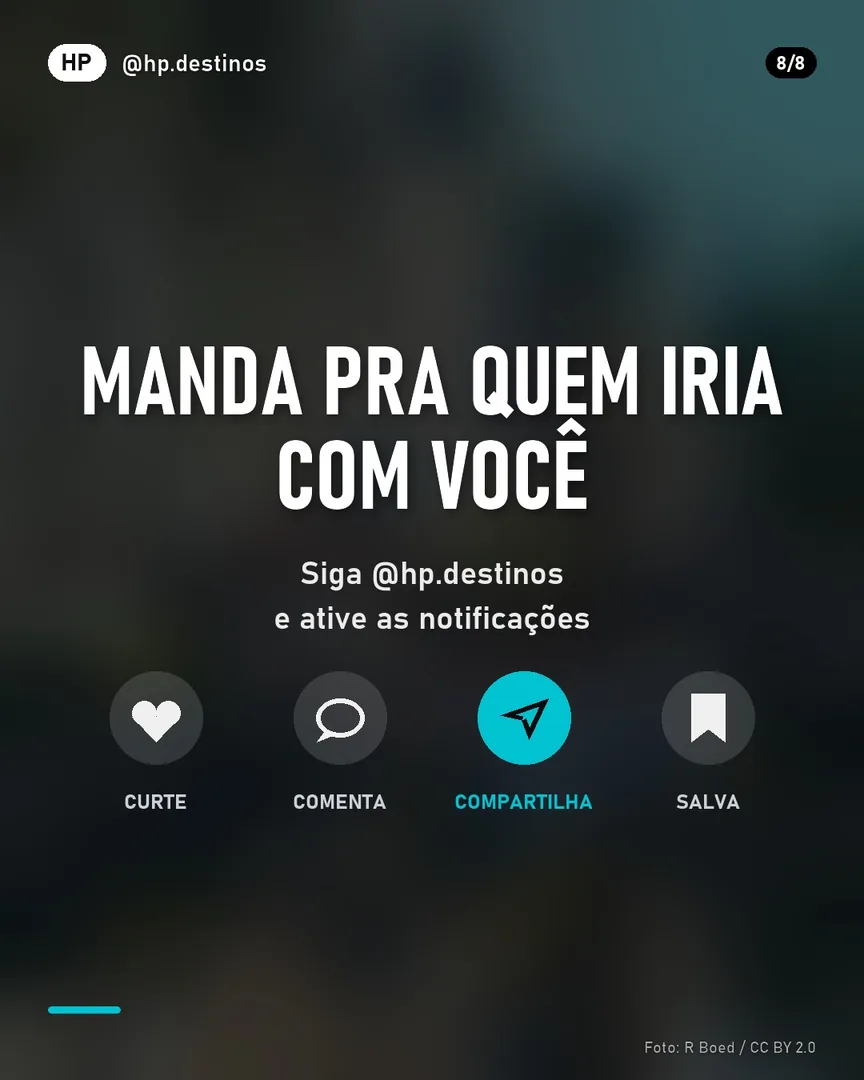 HP @hp.destinos 8/8
MANDA PRA QUEM IRIA
COM VOCÊ
Siga @hp.destinos
e ative as notificações
CURTE COMENTA COMPARTILHA SALVA
Foto: R Boed / CC BY 2.0